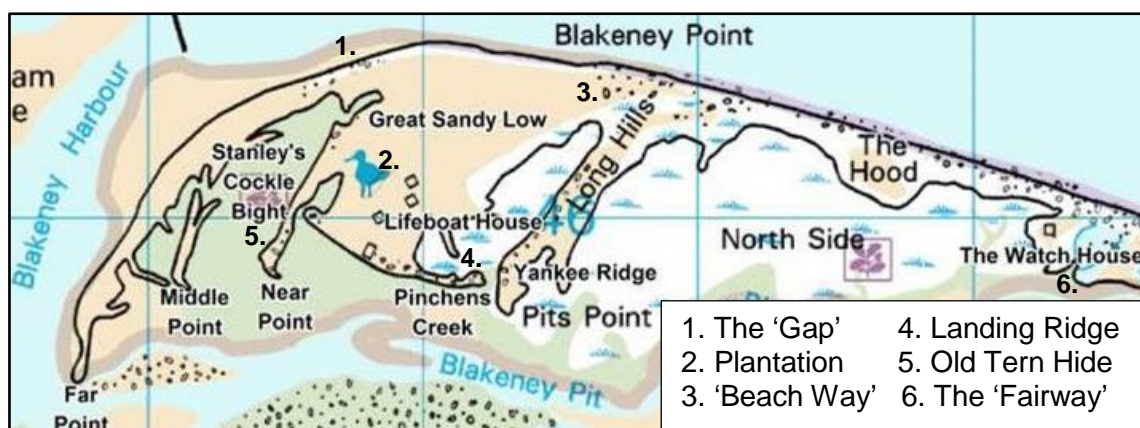 Blakeney Point
1.
am
e
Blakeney Harbour
3.
Great Sandy Low
Long Hills
Stanley's
Cockle
Bight
2.
The
Hood
Lifeboat House
46
5.
North Side
4.
The Watch House
Yankee Ridge
6.
Middle
Point
Near
Point
Pinchens
Creek
Pits Point
Blakeney Pit
Far
Point
1. The ‘Gap’
2. Plantation
3. ‘Beach Way’
4. Landing Ridge
5. Old Tern Hide
6. The ‘Fairway’